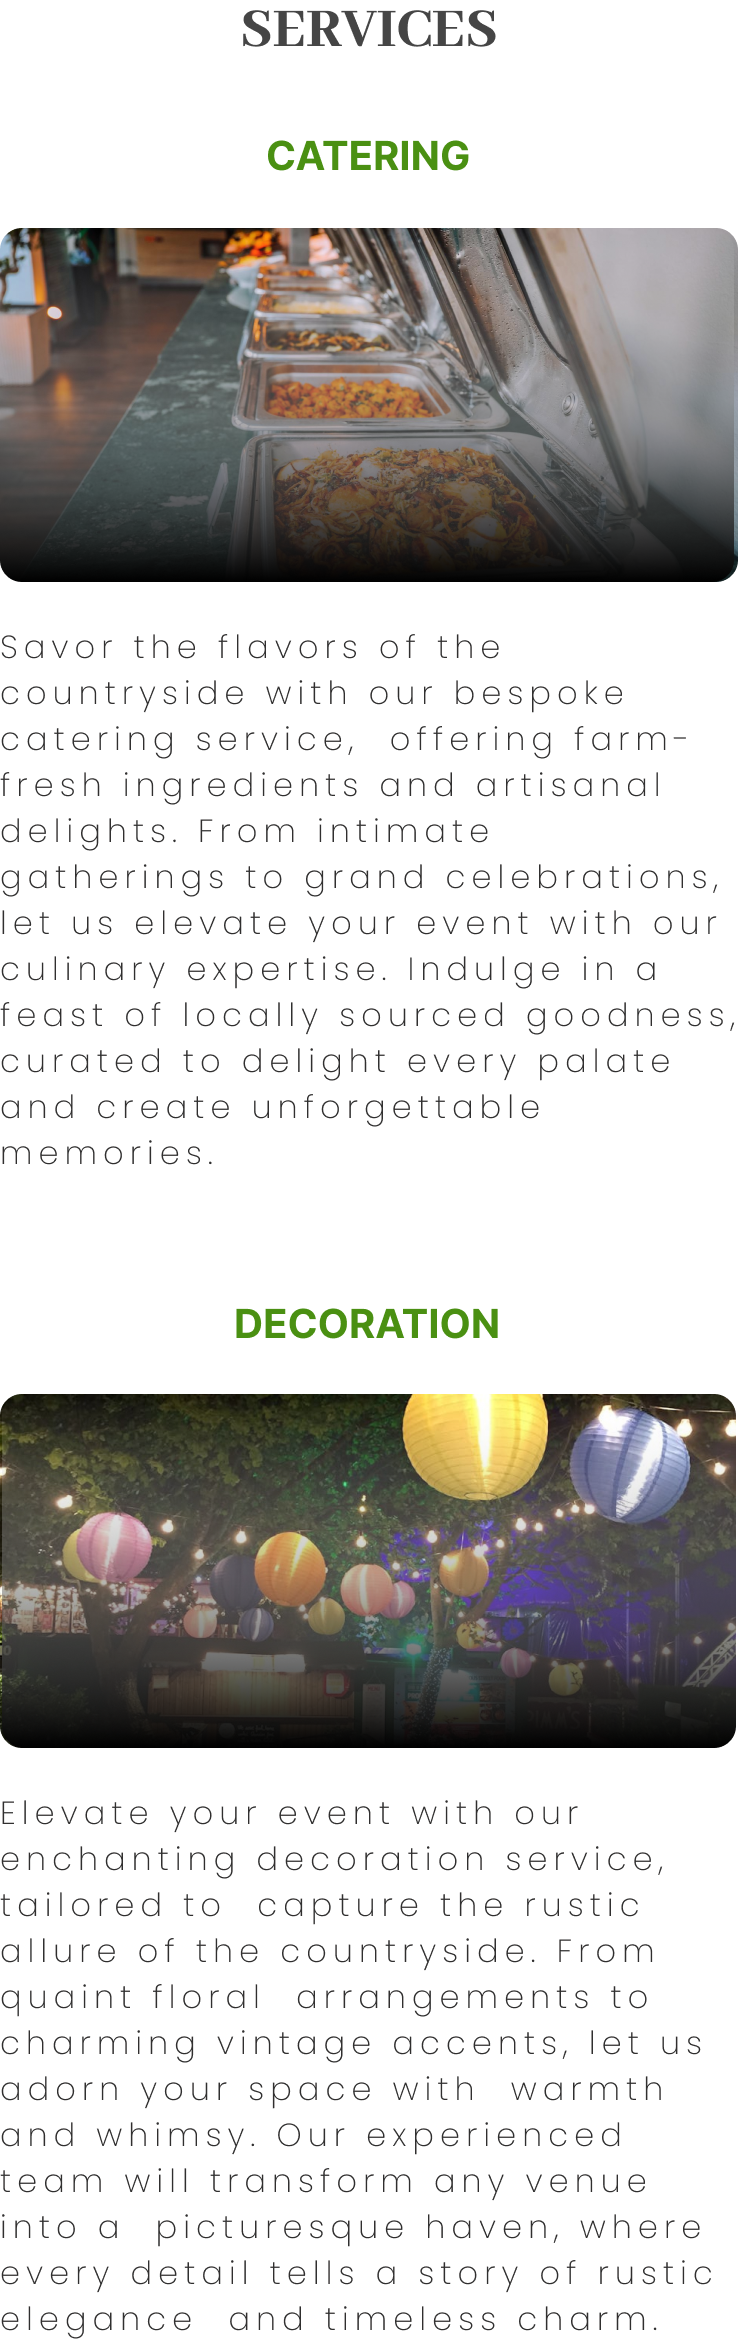 SERVICES
CATERING
Savor the flavors of the
countryside with our bespoke
catering service,  offering farm-
fresh ingredients and artisanal
delights. From intimate
gatherings to grand celebrations,
let us elevate your event with our
culinary expertise. Indulge in a
feast of locally sourced goodness,
curated to delight every palate
and create unforgettable
memories.
DECORATION
Elevate your event with our
enchanting decoration service,
tailored to  capture the rustic
allure of the countryside. From
quaint floral  arrangements to
charming vintage accents, let us
adorn your space with  warmth
and whimsy. Our experienced
team will transform any venue
into a  picturesque haven, where
every detail tells a story of rustic
elegance  and timeless charm.